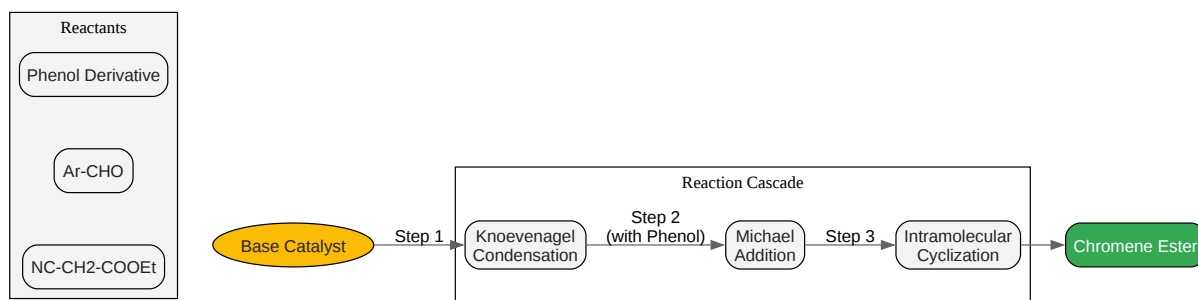 Reactants
Phenol Derivative
Ar-CHO
NC-CH2-COOEt
Base Catalyst
Step 1
Reaction Cascade
Knoevenagel
Condensation
Step 2
(with Phenol)
Michael
Addition
Step 3
Intramolecular
Cyclization
Chromene Ester